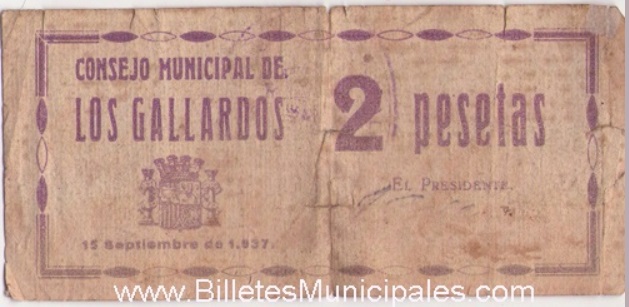 CONSEJO MUNICIPAL DE
LOS GALLARDOS
2 pesetas
EL PRESIDENTE.
15 Septiembre de 1.937.
www.BilletesMunicipales.com